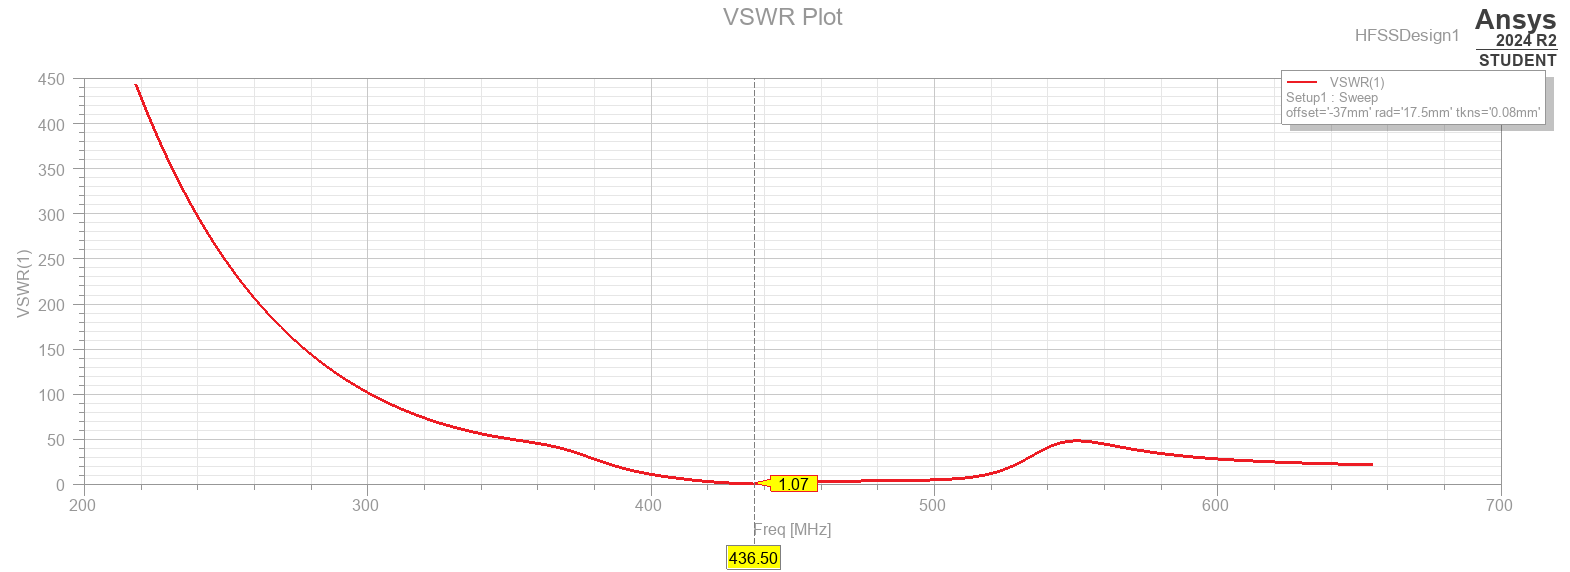 VSWR Plot
HFSSDesign1
Ansys
2024 R2
STUDENT
VSWR(1)
Setup1 : Sweep
offset='-37mm' rad='17.5mm' tkns='0.08mm'
450
400
350
300
250
200
150
100
50
0
VSWR(1)
1.07
200
300
400
500
600
700
Freq [MHz]
436.50